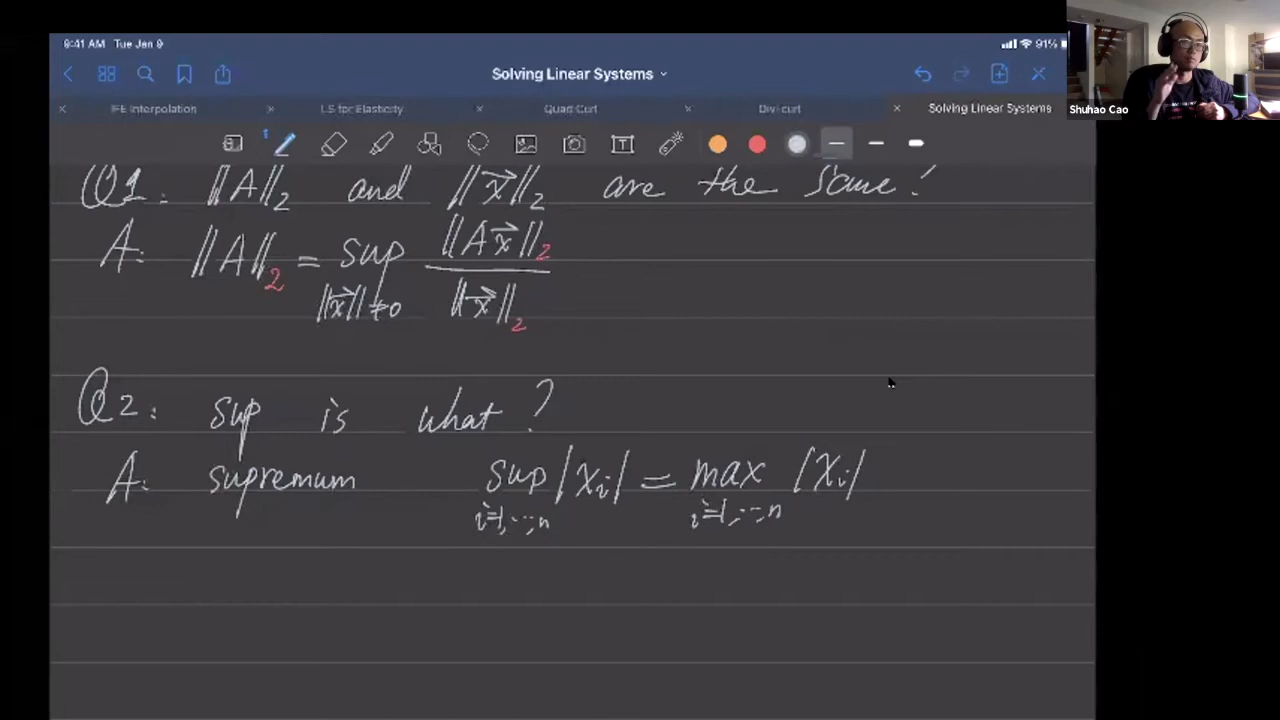 9:41 AM Tue Jan 9
91%
Solving Linear Systems
IFE Interpolation
LS for Elasticity
Quad Curl
Div-curl
Solving Linear Systems
Shuhao Cao
Q1: ‖A‖₂ and ‖x⃗‖₂ are the same?
A: ‖A‖₂ = sup ‖x⃗‖≠0 ‖Ax⃗‖₂ / ‖x⃗‖₂
Q2: sup is what?
A: supremum sup i=1,...,n |xᵢ| = max i=1,...,n |xᵢ|